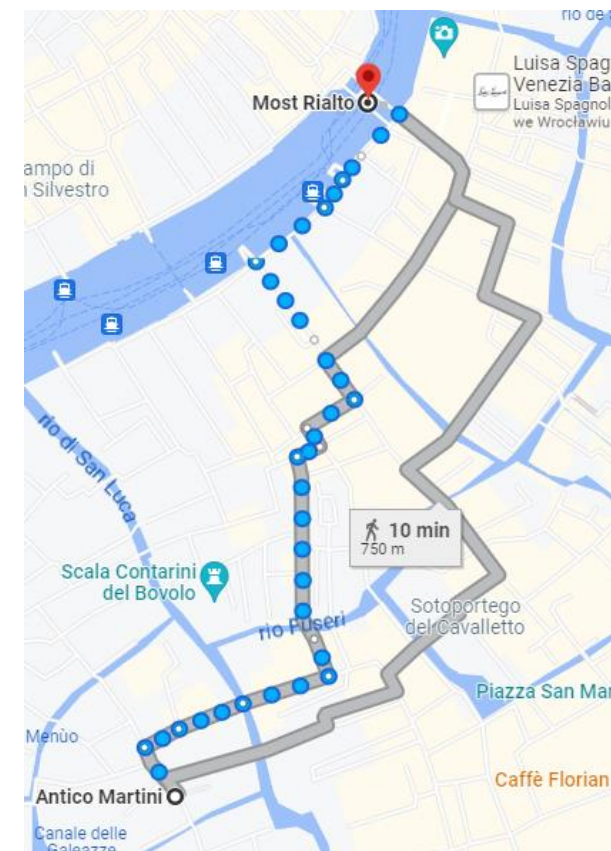 rio de S
Luisa Spag
Venezia Ba
Luisa Spagnol
we Wrocławiu
Most Rialto
ampo di
n Silvestro
rio di San Luca
10 min
750 m
Scala Contarini
del Bovolo
rio Fuseri
Sotoportego
del Cavalletto
Piazza San Mar
Menùo
Caffè Florian
Antico Martini
Canale delle
Galeazze